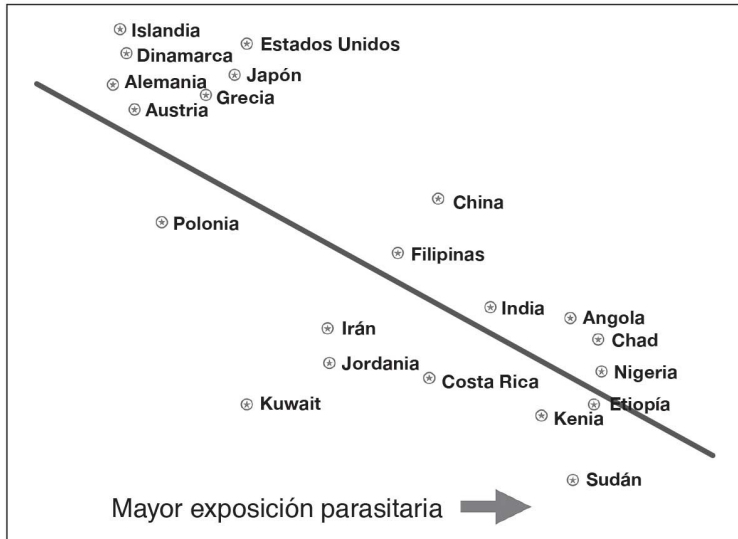 Islandia
Estados Unidos
Dinamarca
Japón
Alemania
Grecia
Austria
China
Polonia
Filipinas
India
Angola
Irán
Chad
Jordania
Nigeria
Costa Rica
Kuwait
Etiopía
Kenia
Sudán
Mayor exposición parasitaria